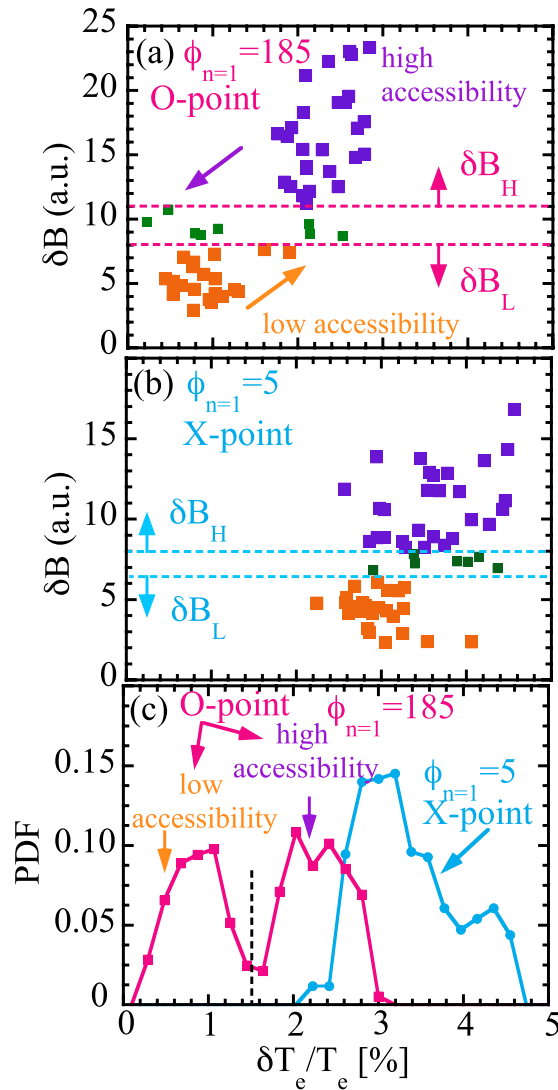 25
(a) ϕn=1 =185
O-point
high
accessibility
20
15
δB (a.u.)
δBH
10
5
δBL
low accessibility
0
(b) ϕn=1 =5
X-point
15
δB (a.u.)
δBH
10
5
δBL
0
(c) O-point ϕn=1 =185
high
accessibility
low
accessibility
ϕn=1 =5
X-point
0.15
PDF
0.10
0.05
0
0 1 2 3 4 5
δTe/Te [%]